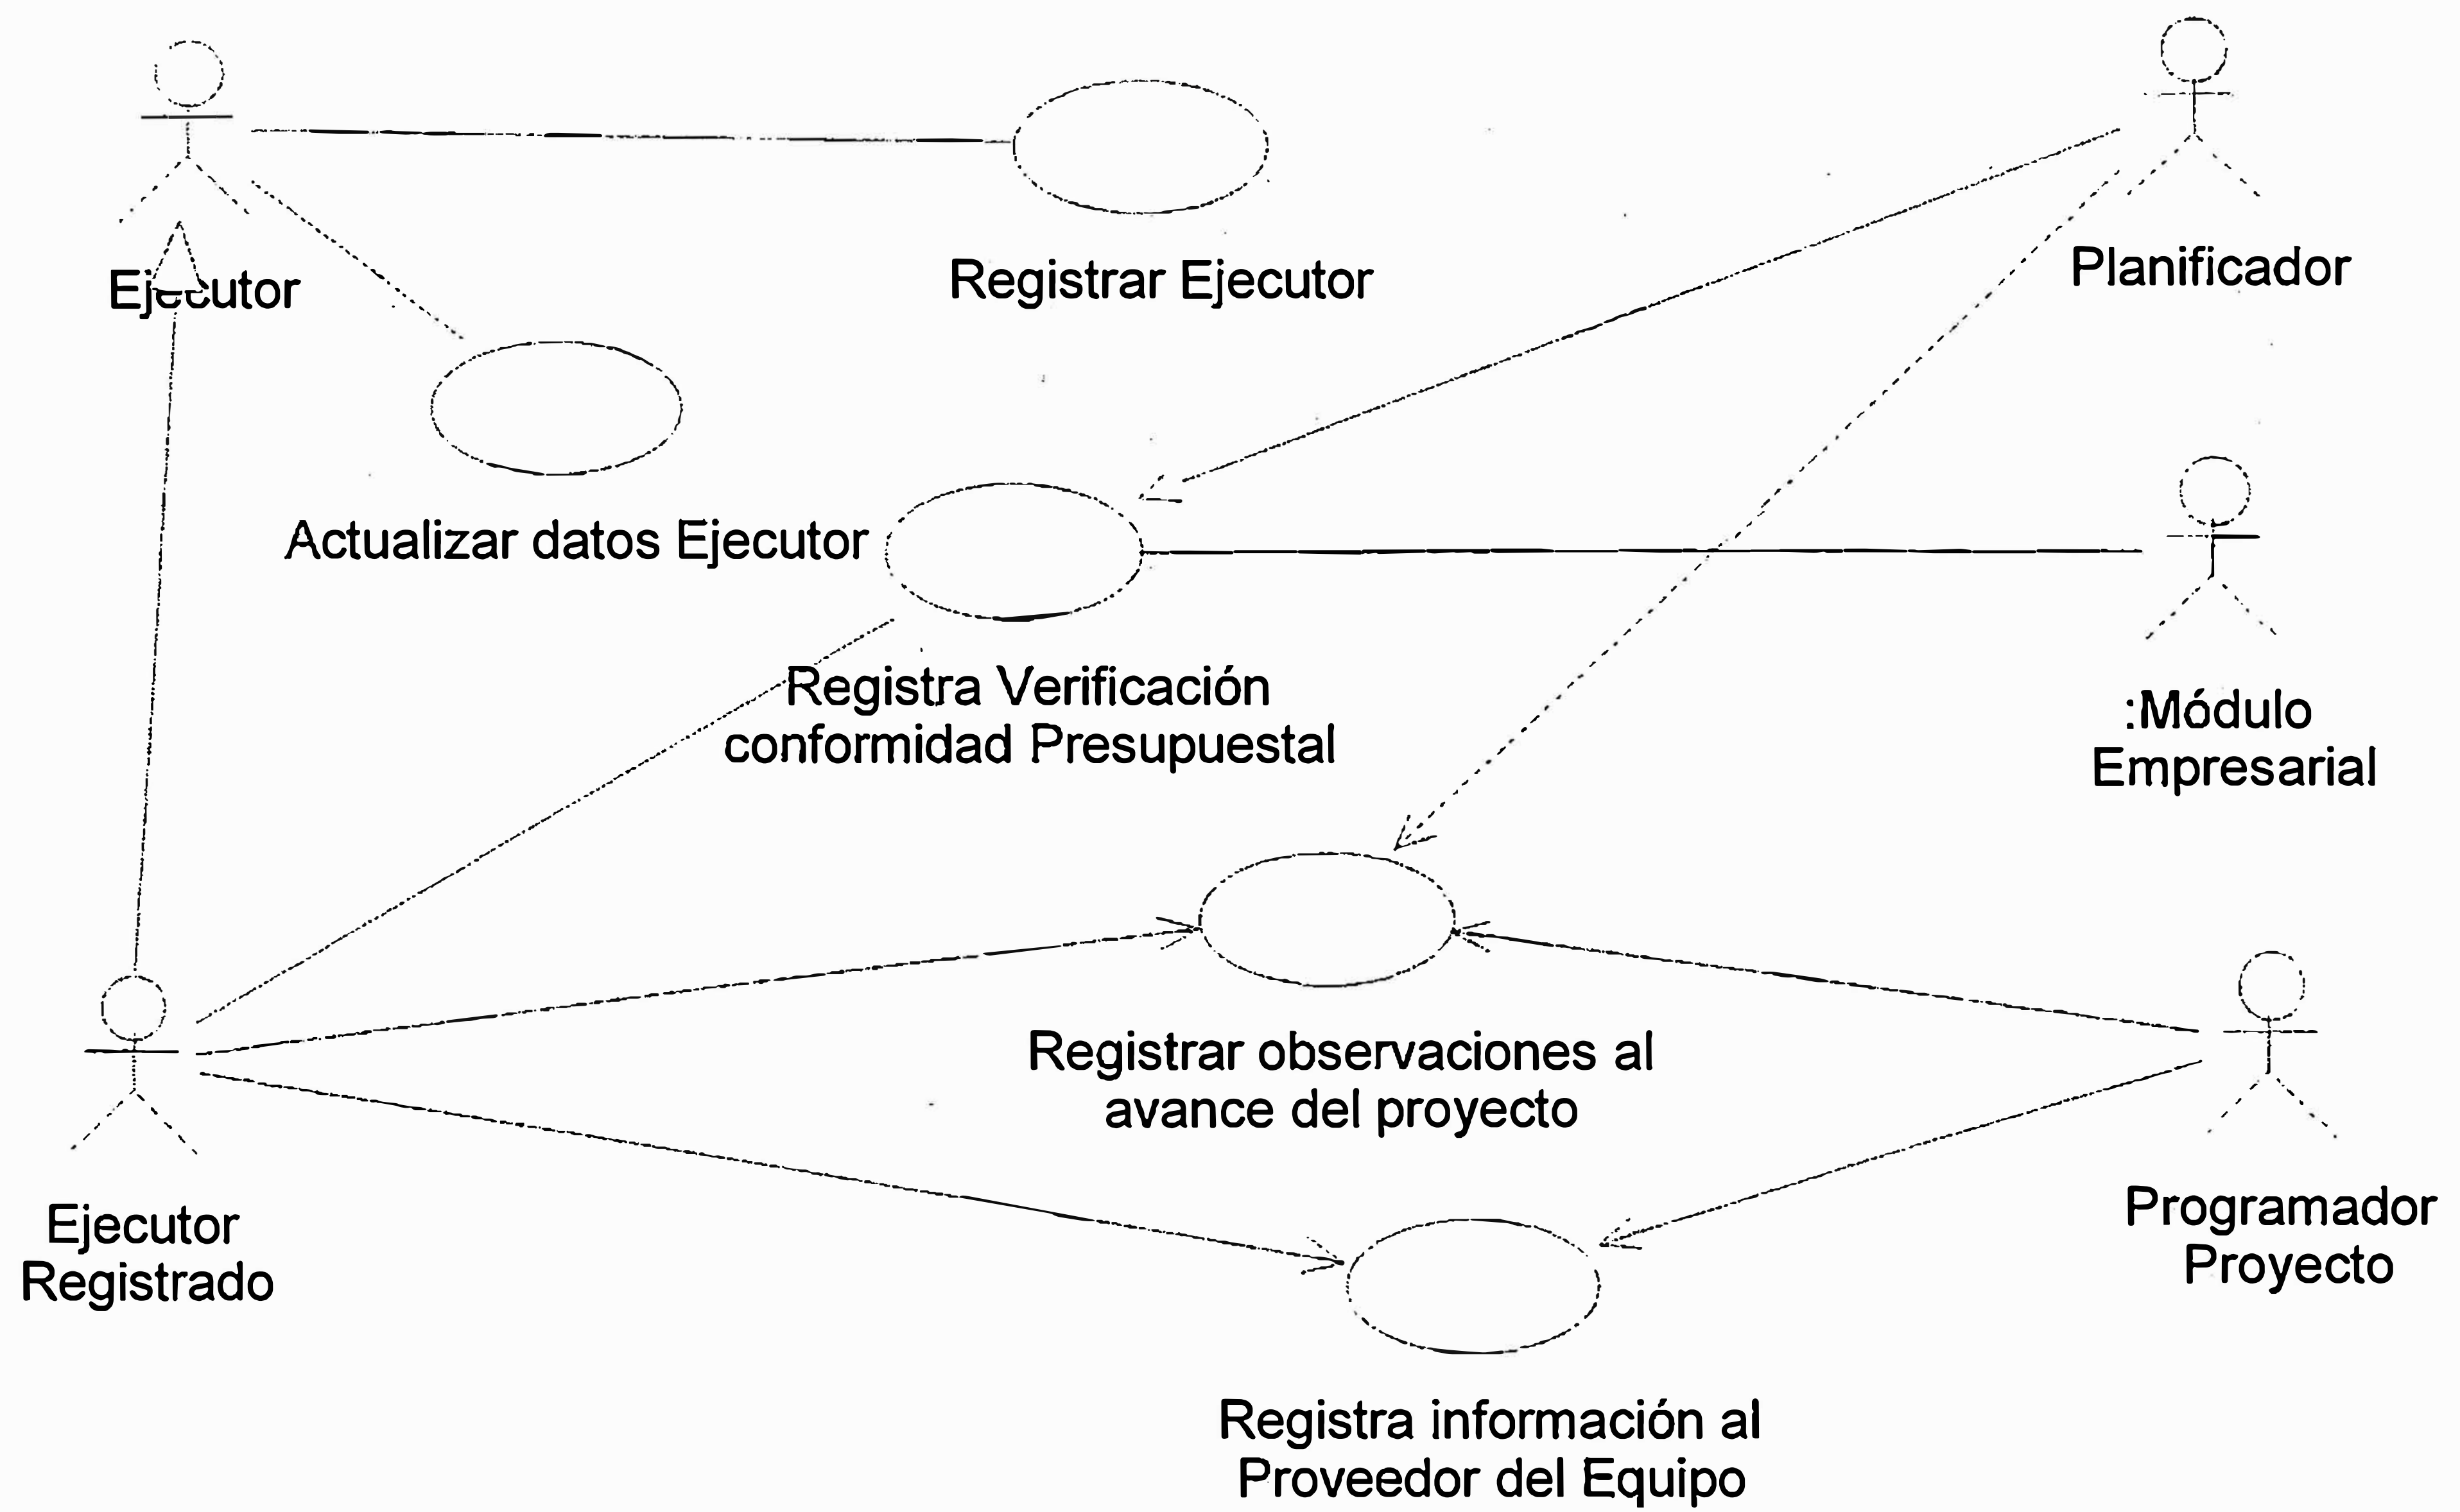 Ejecutor
Registrar Ejecutor
Planificador
Actualizar datos Ejecutor
Registra Verificación
conformidad Presupuestal
:Módulo
Empresarial
Registrar observaciones al
avance del proyecto
Ejecutor
Registrado
Programador
Proyecto
Registra información al
Proveedor del Equipo